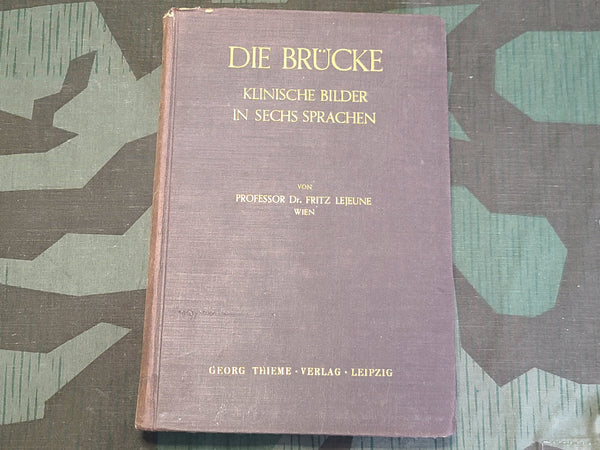 DIE BRÜCKE
KLINISCHE BILDER
IN SECHS SPRACHEN
VON
PROFESSOR Dr. FRITZ LEJEUNE
WIEN
GEORG THIEME · VERLAG · LEIPZIG